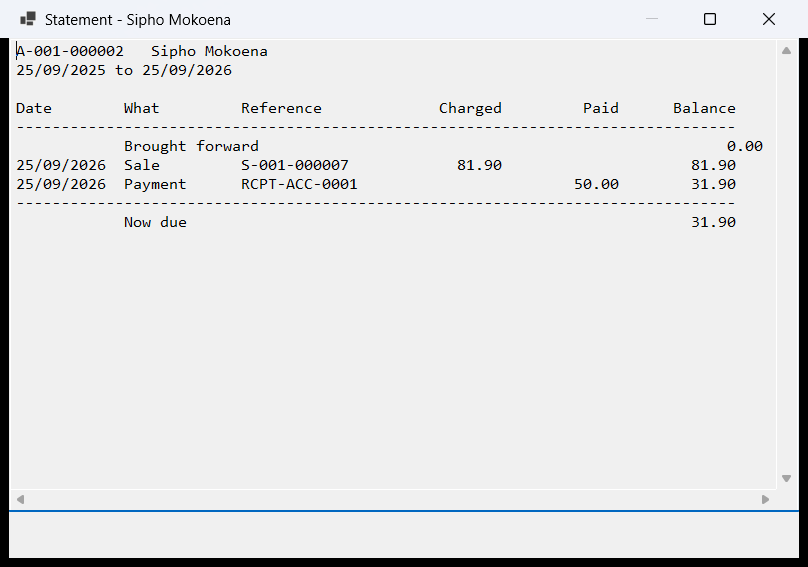 Statement - Sipho Mokoena
A-001-000002   Sipho Mokoena
25/09/2025 to 25/09/2026
Date        What         Reference             Charged         Paid      Balance
--------------------------------------------------------------------------------
            Brought forward                                                    0.00
25/09/2026  Sale         S-001-000007            81.90                     81.90
25/09/2026  Payment      RCPT-ACC-0001                        50.00        31.90
--------------------------------------------------------------------------------
            Now due                                                        31.90